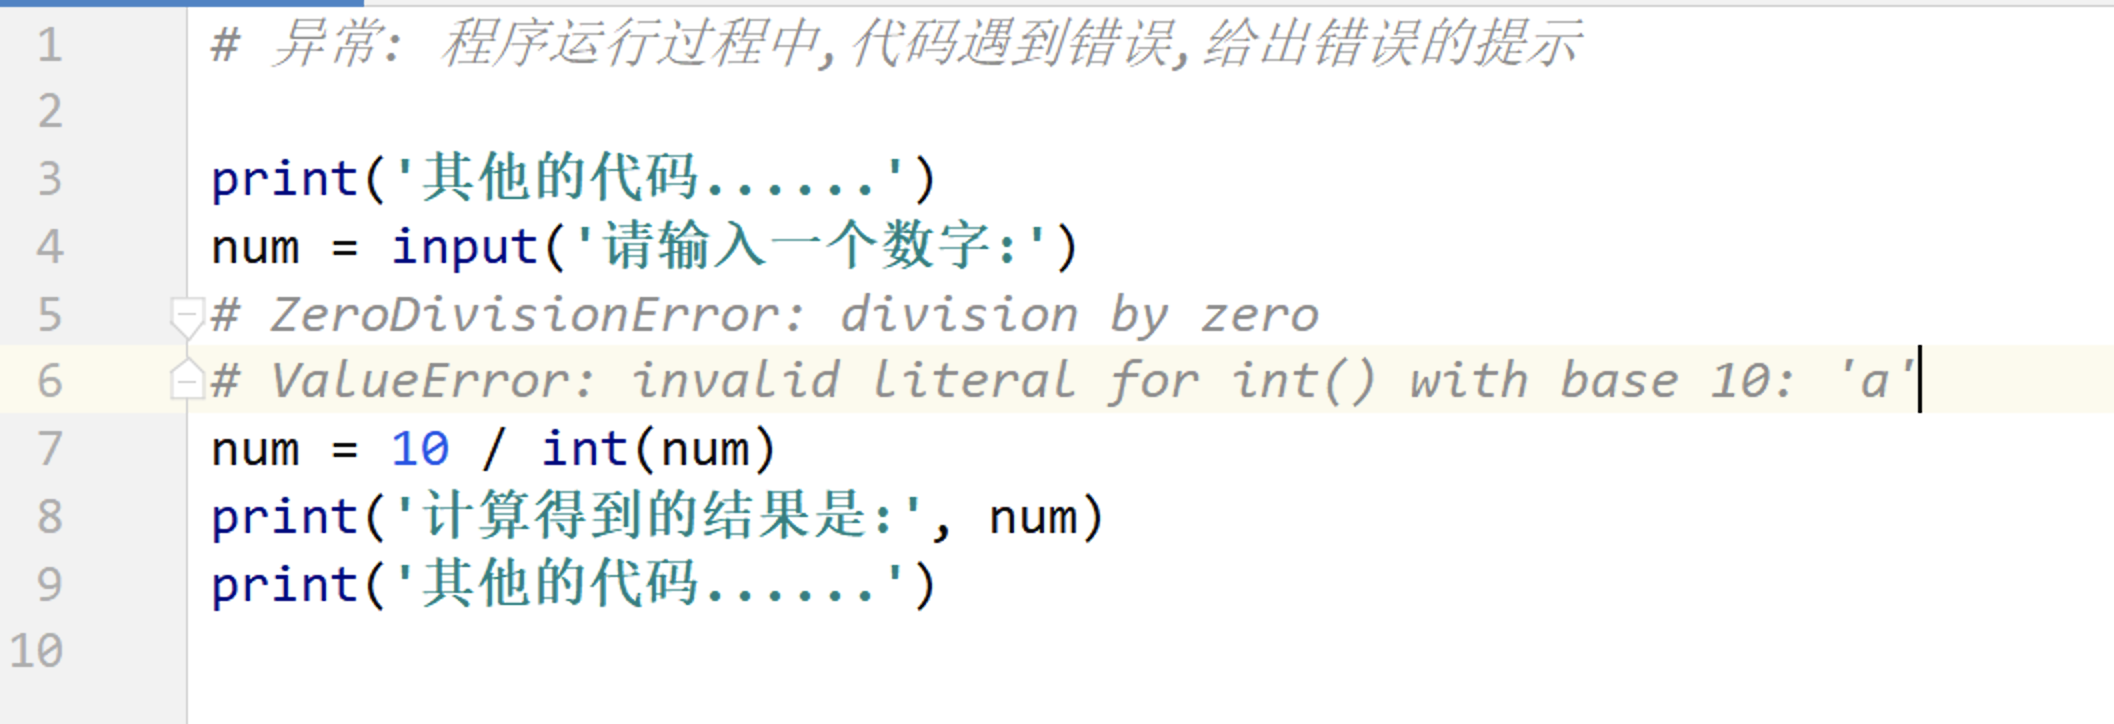 1 # 异常: 程序运行过程中,代码遇到错误,给出错误的提示
2
3 print('其他的代码......')
4 num = input('请输入一个数字:')
5 # ZeroDivisionError: division by zero
6 # ValueError: invalid literal for int() with base 10: 'a'
7 num = 10 / int(num)
8 print('计算得到的结果是:', num)
9 print('其他的代码......')
10